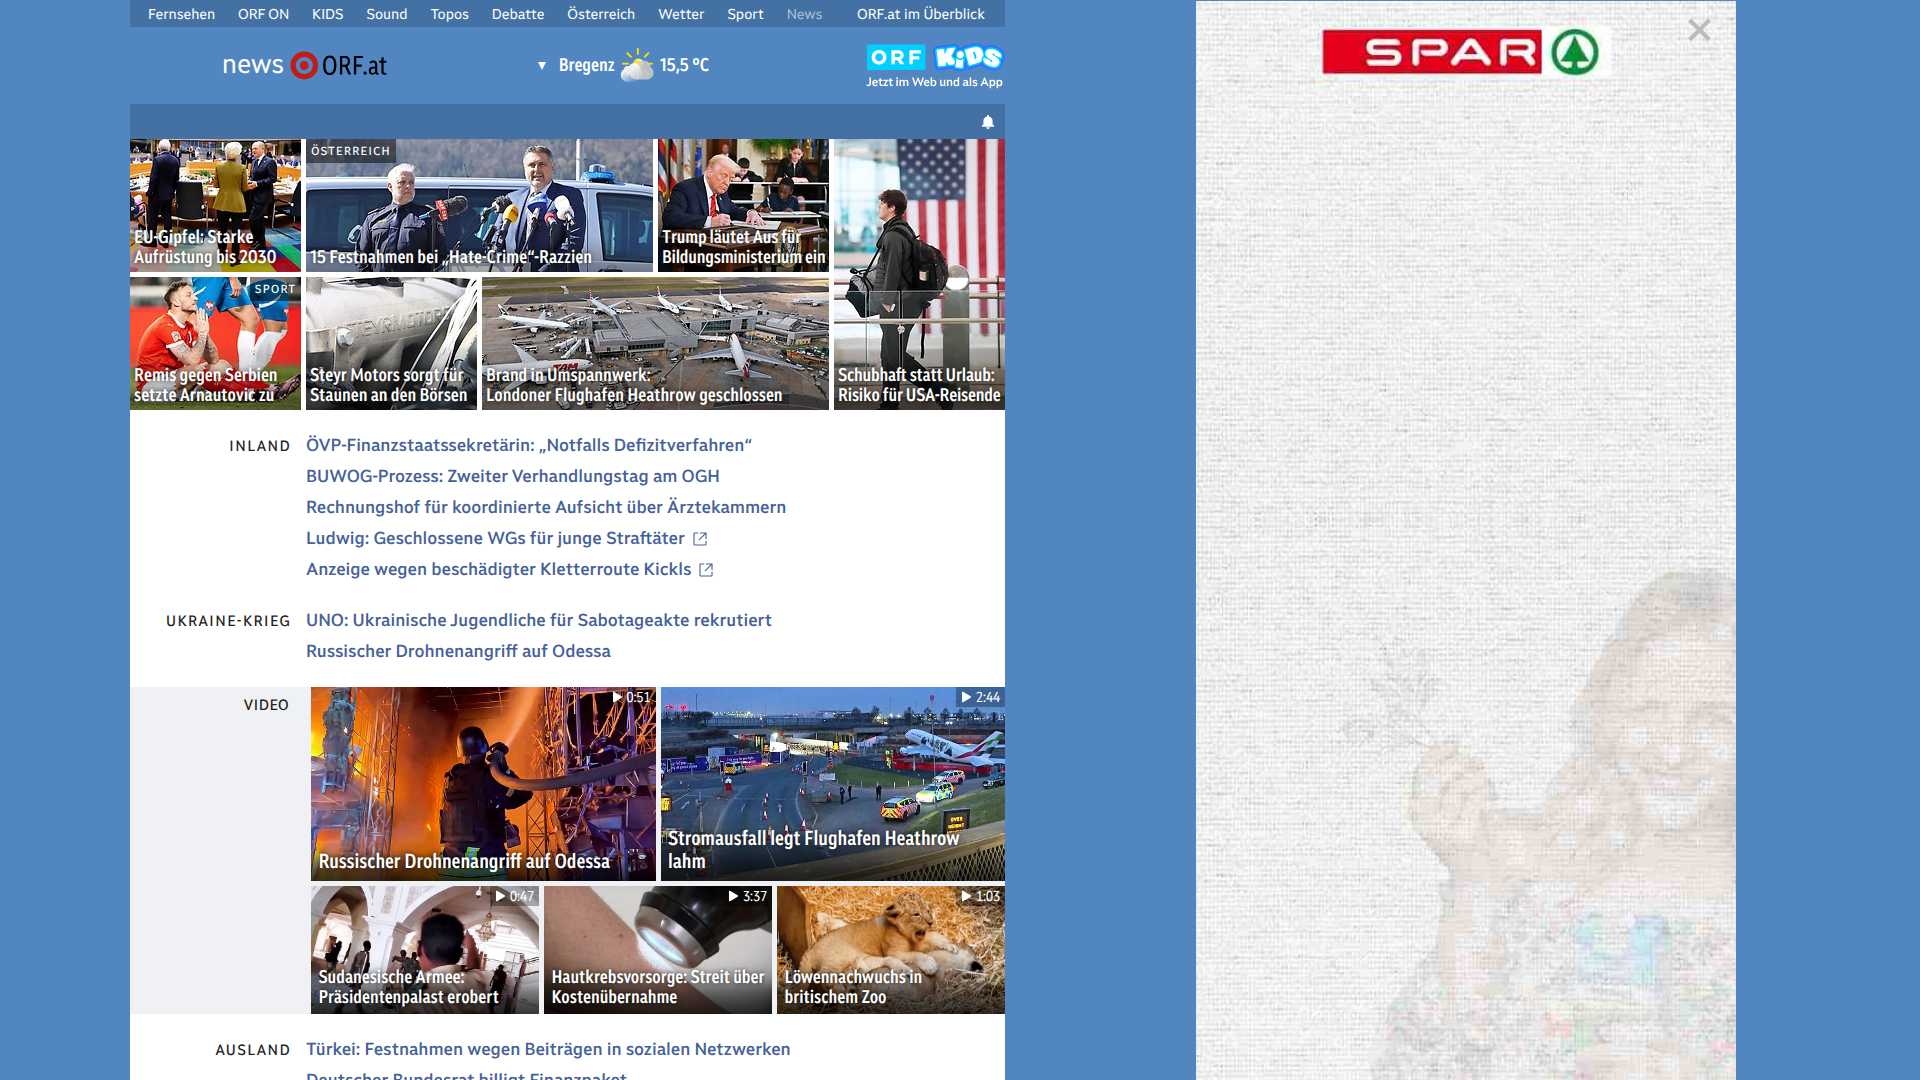 Fernsehen ORF ON KIDS Sound Topos Debatte Österreich Wetter Sport News ORF.at im Überblick
news ORF.at
Bregenz 15,5 °C
ORF KiDS
Jetzt im Web und als App
SPAR
EU-Gipfel: Starke
Aufrüstung bis 2030
ÖSTERREICH
15 Festnahmen bei „Hate-Crime“-Razzien
Trump läutet Aus für
Bildungsministerium ein
SPORT
Remis gegen Serbien
setzte Arnautovic zu
STEYR MOTORS
Steyr Motors sorgt für
Staunen an den Börsen
Brand in Umspannwerk:
Londoner Flughafen Heathrow geschlossen
Schubhaft statt Urlaub:
Risiko für USA-Reisende
INLAND
ÖVP-Finanzstaatssekretärin: „Notfalls Defizitverfahren“
BUWOG-Prozess: Zweiter Verhandlungstag am OGH
Rechnungshof für koordinierte Aufsicht über Ärztekammern
Ludwig: Geschlossene WGs für junge Straftäter
Anzeige wegen beschädigter Kletterroute Kickls
UKRAINE-KRIEG
UNO: Ukrainische Jugendliche für Sabotageakte rekrutiert
Russischer Drohnenangriff auf Odessa
VIDEO
0:51
Russischer Drohnenangriff auf Odessa
2:44
Stromausfall legt Flughafen Heathrow
lahm
0:47
Sudanesische Armee:
Präsidentenpalast erobert
3:37
Hautkrebsvorsorge: Streit über
Kostenübernahme
1:03
Löwennachwuchs in
britischem Zoo
AUSLAND
Türkei: Festnahmen wegen Beiträgen in sozialen Netzwerken
Deutscher Bundesrat billigt Finanzpaket